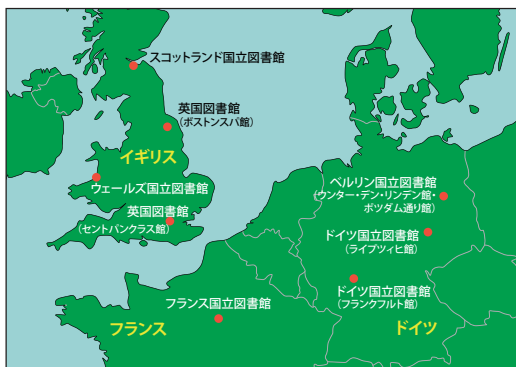 スコットランド国立図書館
英国図書館
（ボストンスパ館）
イギリス
ウェールズ国立図書館
英国図書館
（セントパンクラス館）
ベルリン国立図書館
（ウンター・デン・リンデン館・
ポツダム通り館）
ドイツ国立図書館
（ライプツィヒ館）
ドイツ国立図書館
（フランクフルト館）
フランス国立図書館
フランス
ドイツ